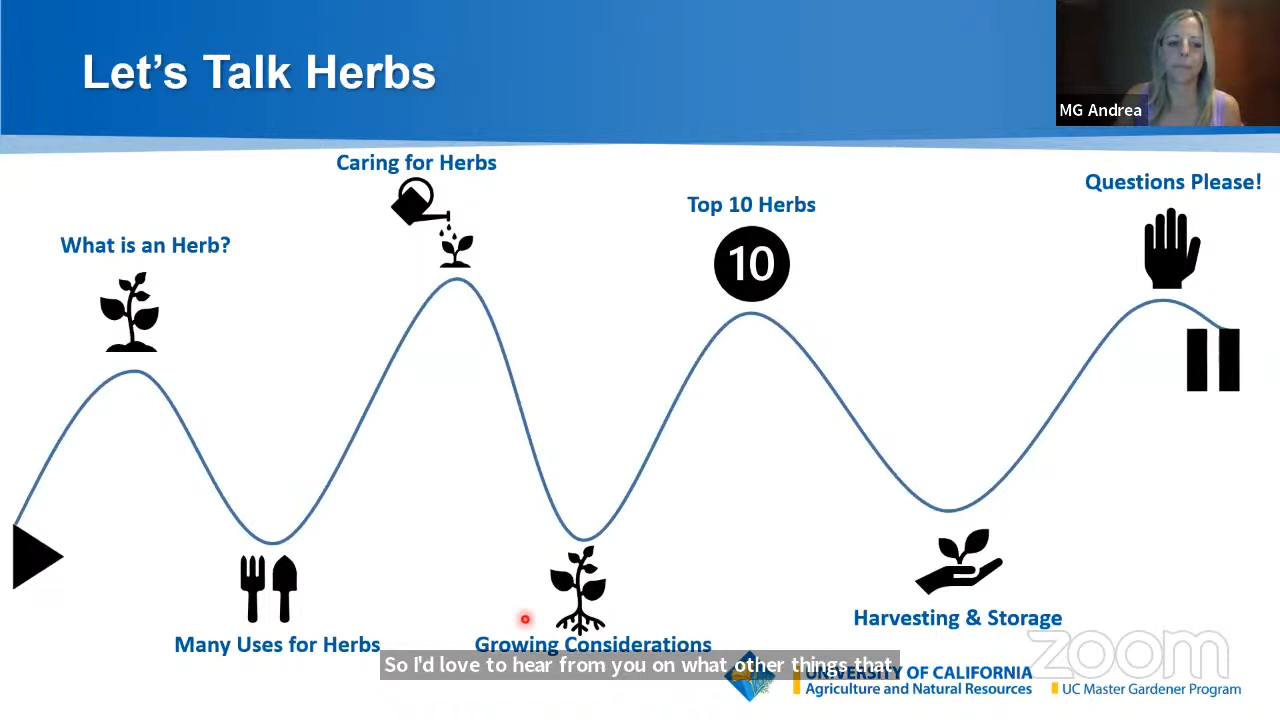 Let's Talk Herbs
MG Andrea
Caring for Herbs
Questions Please!
Top 10 Herbs
What is an Herb?
10
Harvesting & Storage
Many Uses for Herbs
Growing Considerations
zoom
So I'd love to hear from you on what other things that
UNIVERSITY OF CALIFORNIA
Agriculture and Natural Resources
UC Master Gardener Program